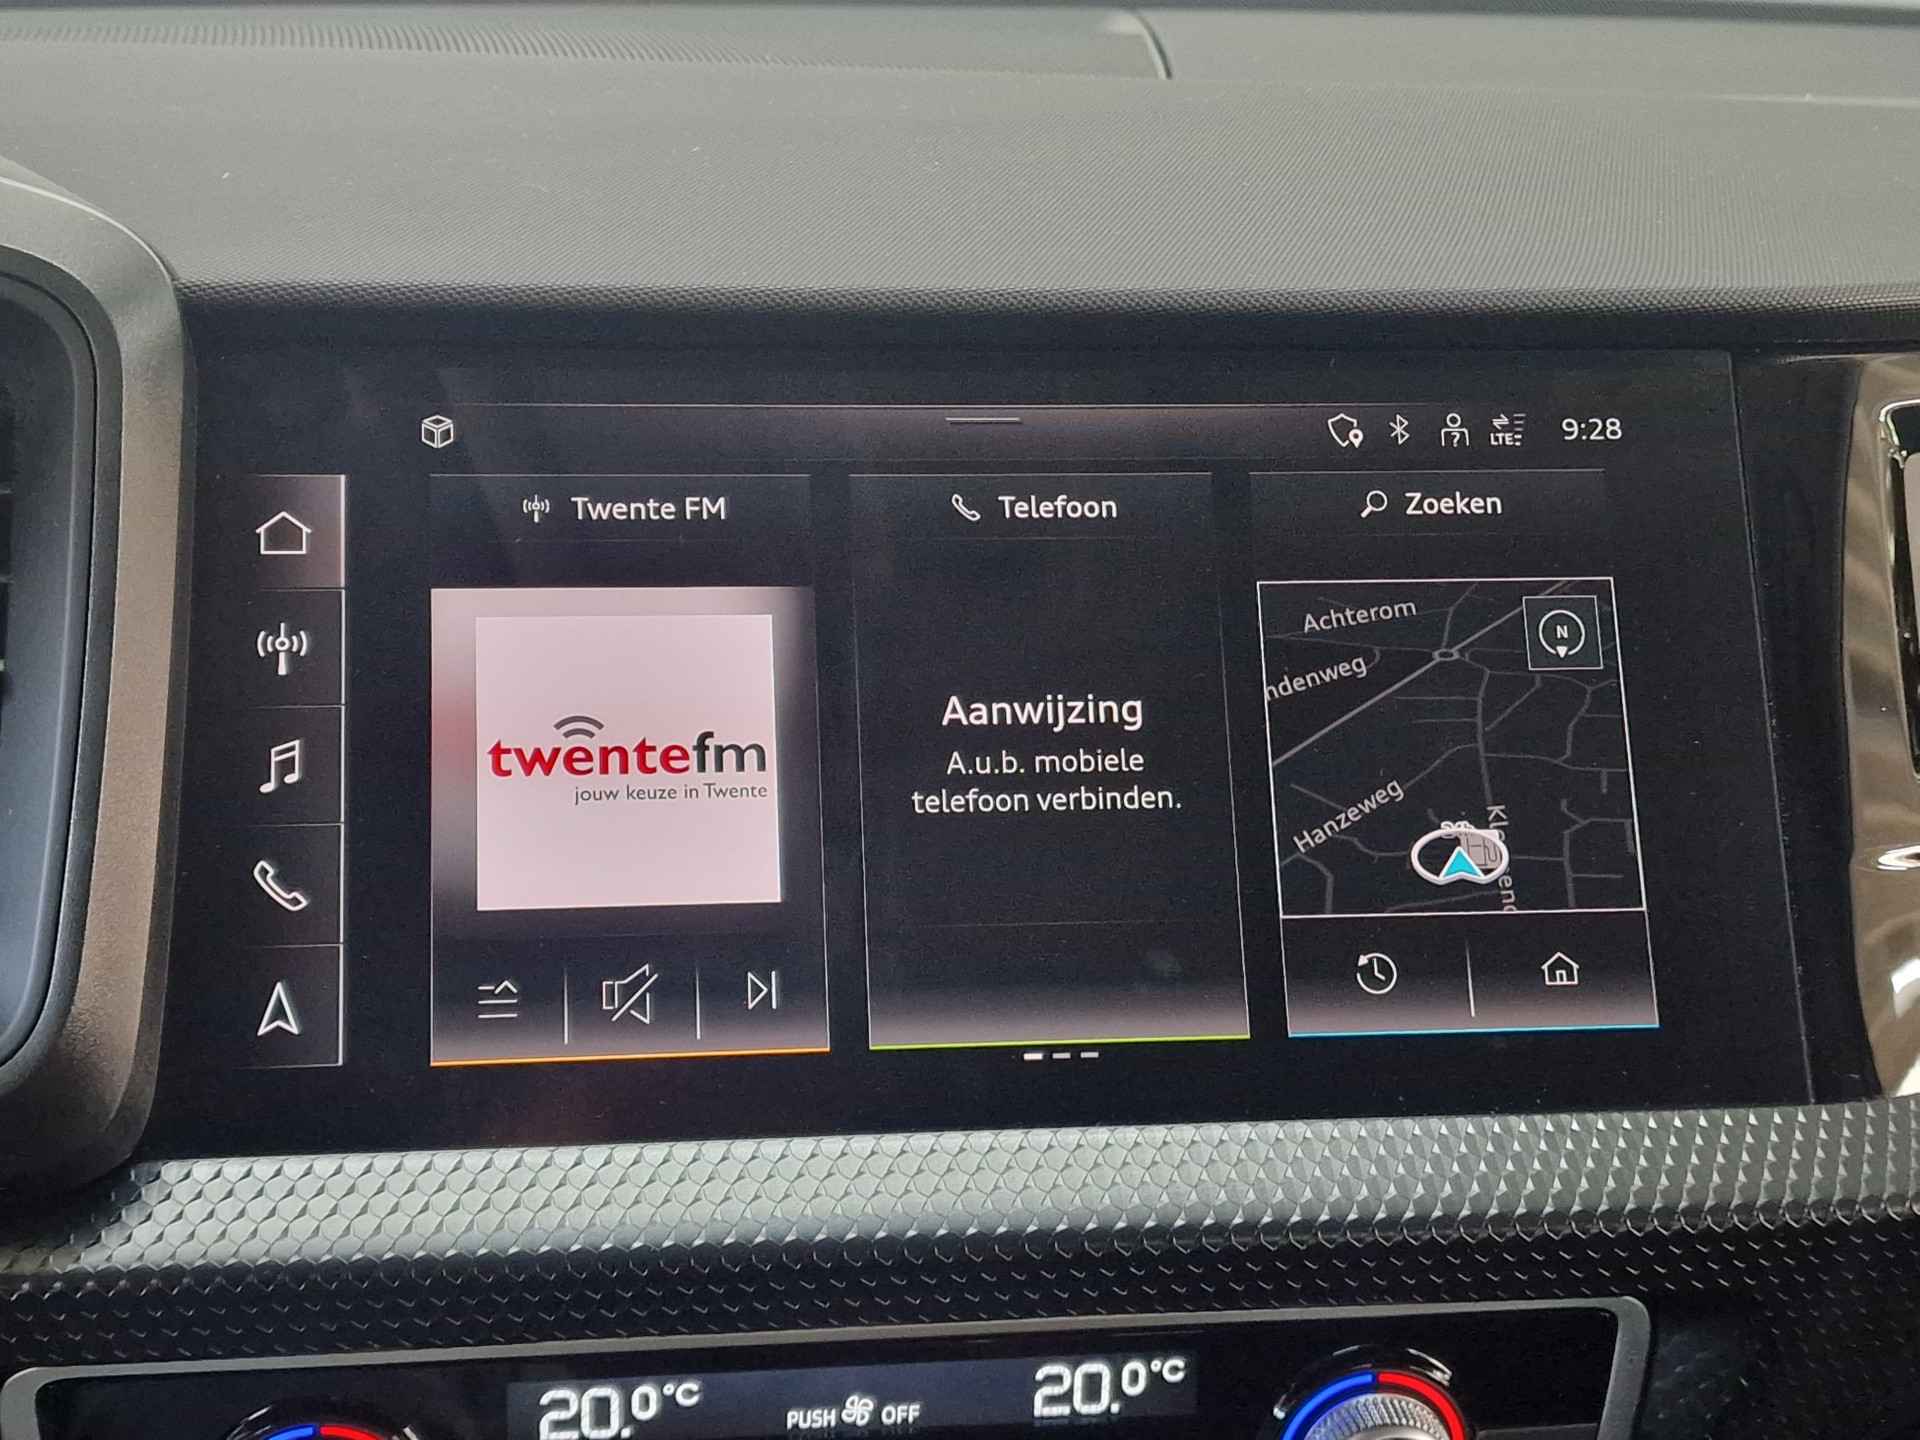 LTE
9:28
Twente FM
Telefoon
Zoeken
twentefm
jouw keuze in Twente
Aanwijzing
A.u.b. mobiele
telefoon verbinden.
Achterom
ndenweg
N
Hanzeweg
20.0°C
PUSH OFF
20.0°C